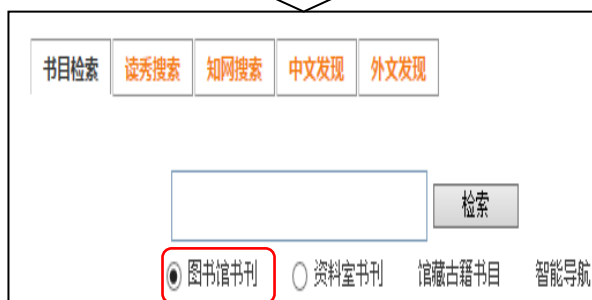 书目检索 读秀搜索 知网搜索 中文发现 外文发现
检索
图书馆书刊 资料室书刊 馆藏古籍书目 智能导航